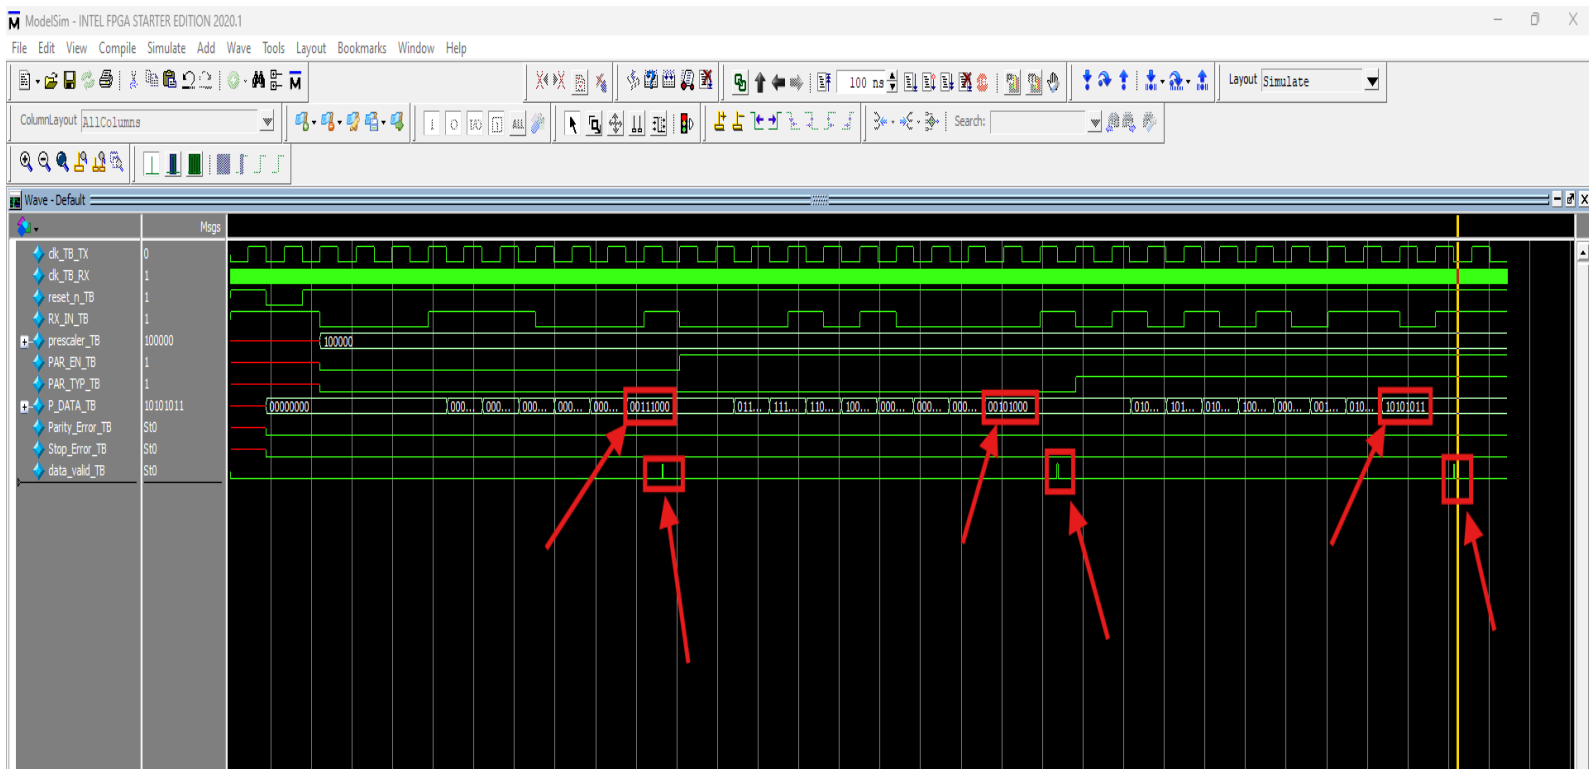 ModelSim - INTEL FPGA STARTER EDITION 2020.1
File Edit View Compile Simulate Add Wave Tools Layout Bookmarks Window Help
100 ns Layout Simulate
ColumnLayout AllColumns ALL Search:
Wave - Default
Msgs
clk_TB_TX 0
clk_TB_RX 1
reset_n_TB 1
RX_IN_TB 1
prescaler_TB 100000 100000
PAR_EN_TB 1
PAR_TYP_TB 1
P_DATA_TB 10101011 00000000 000... 000... 000... 000... 000... 00111000 011... 111... 110... 100... 000... 000... 000... 00101000 010... 101... 010... 100... 000... 001... 010... 10101011
Parity_Error_TB St0
Stop_Error_TB St0
data_valid_TB St0